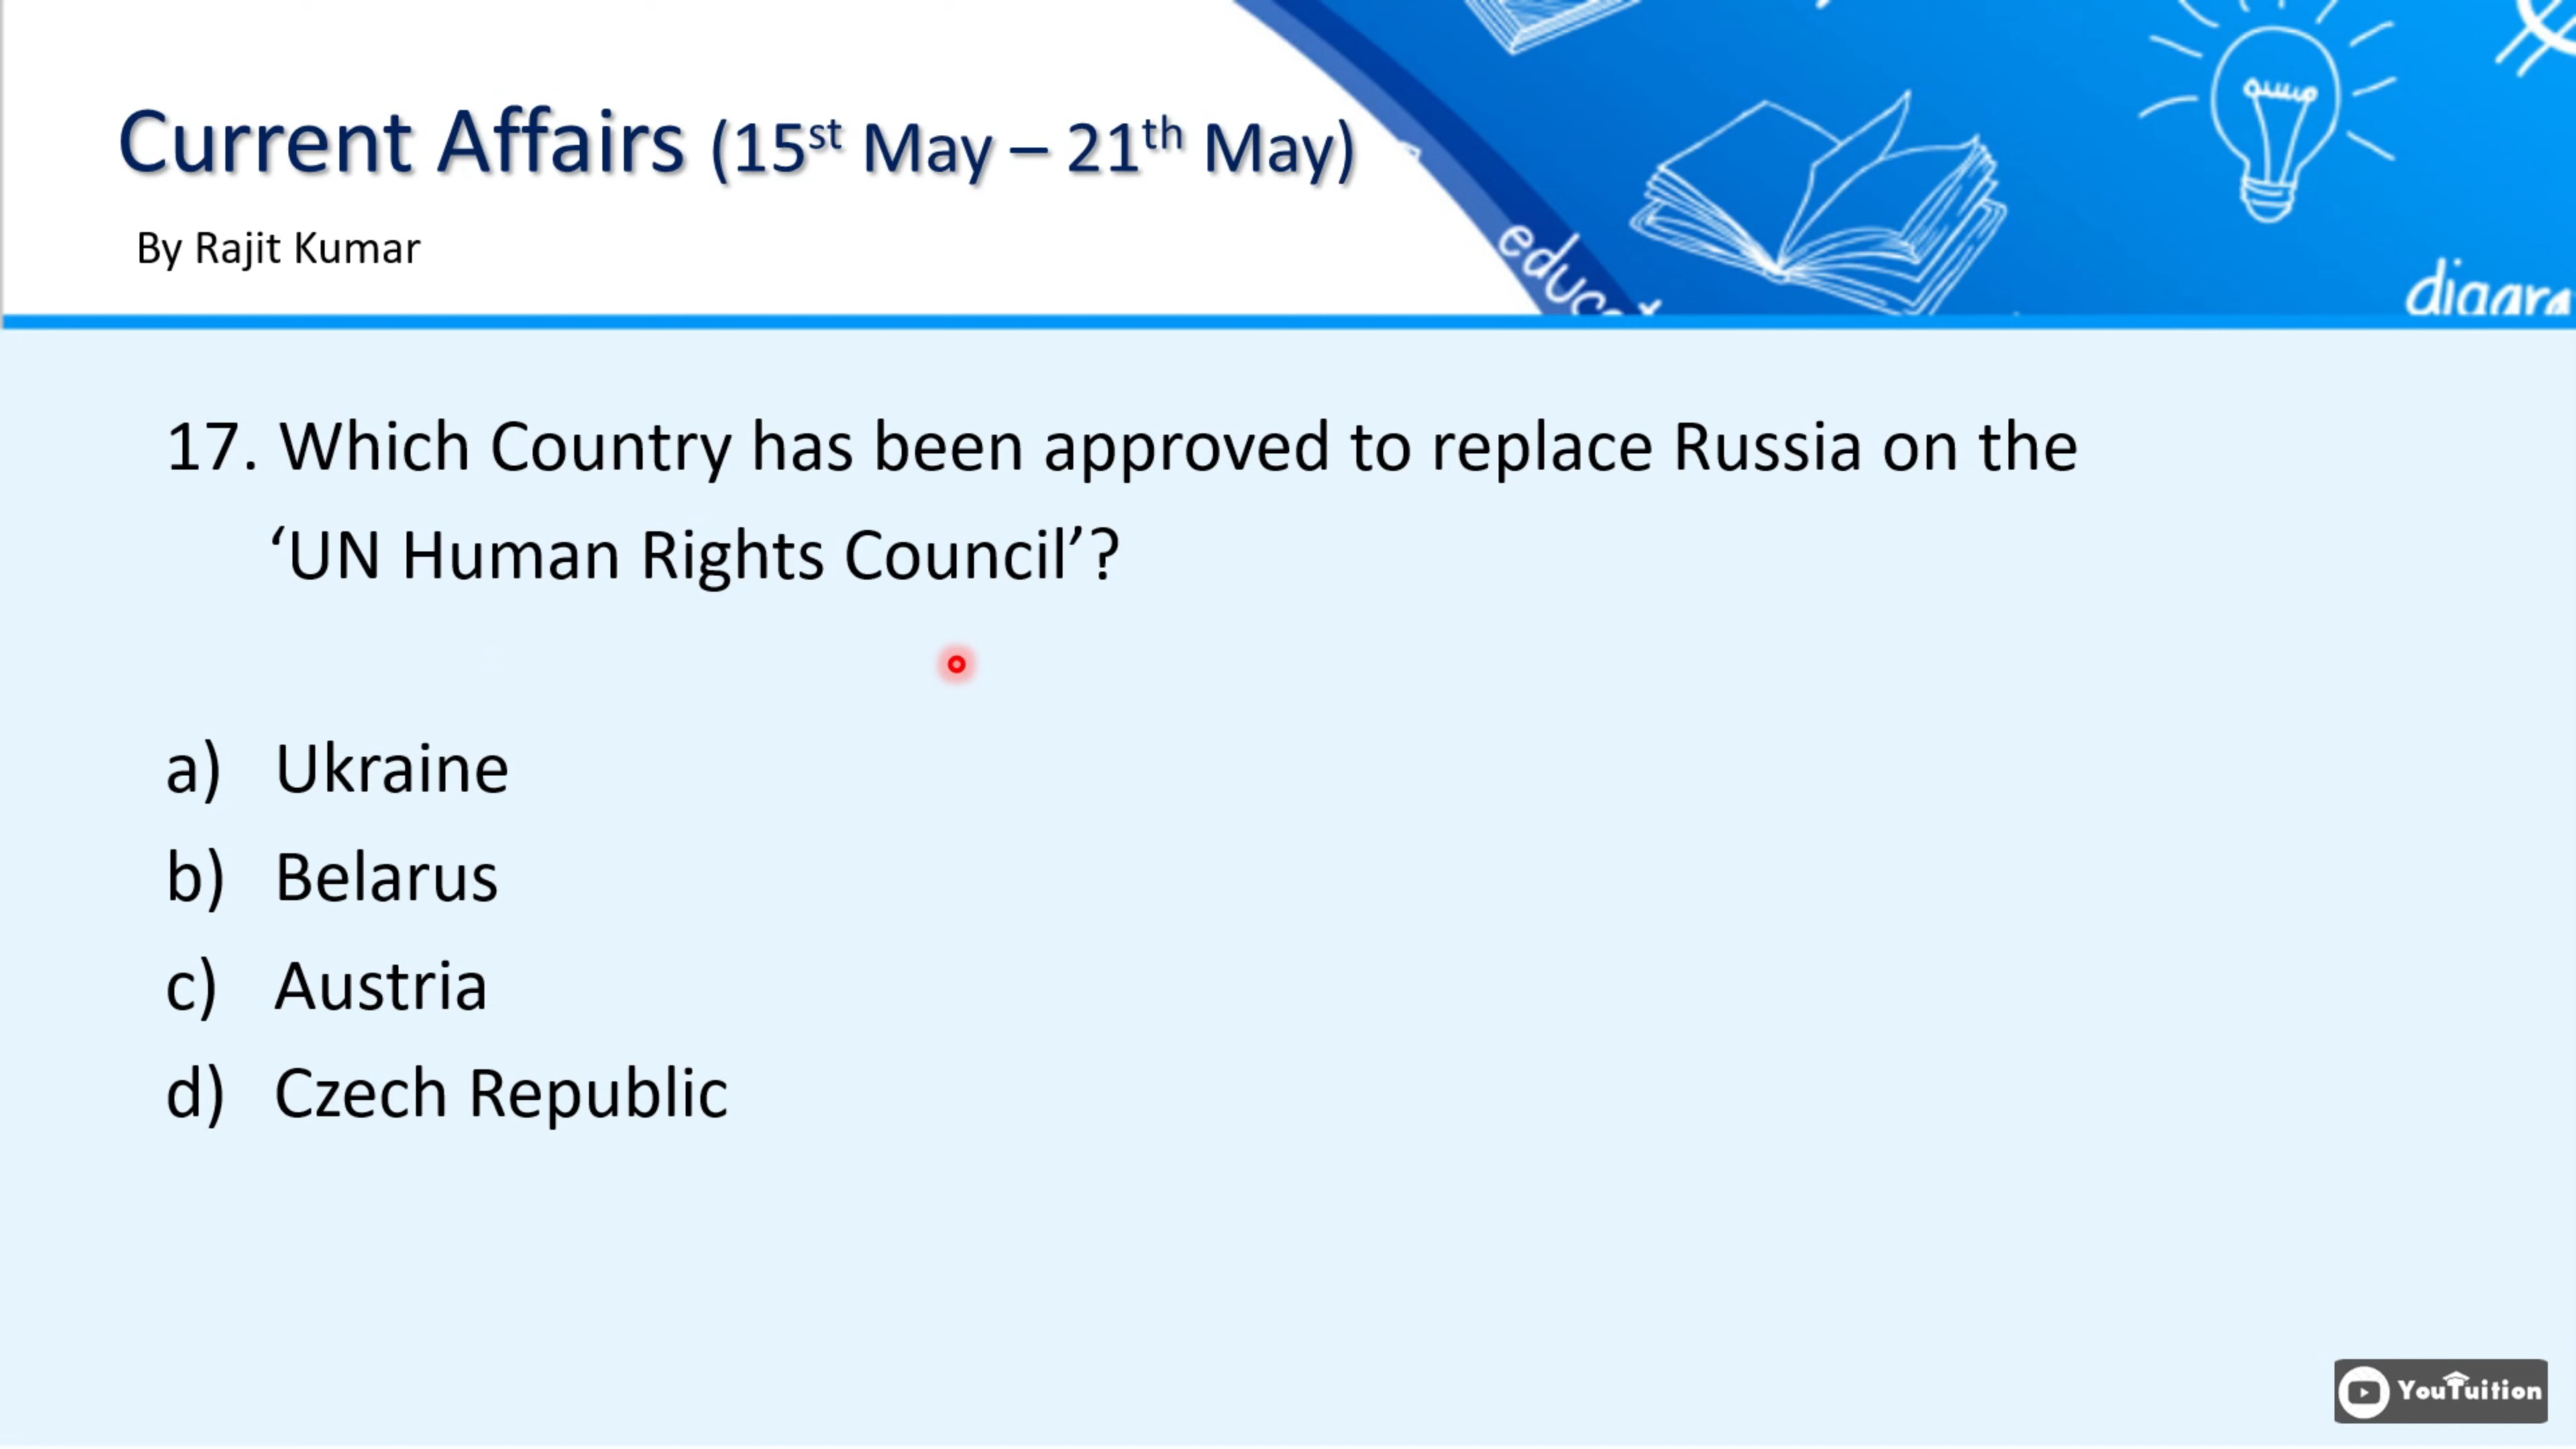 Current Affairs (15st May – 21th May)
By Rajit Kumar
17. Which Country has been approved to replace Russia on the
‘UN Human Rights Council’?
a) Ukraine
b) Belarus
c) Austria
d) Czech Republic
YouTuition